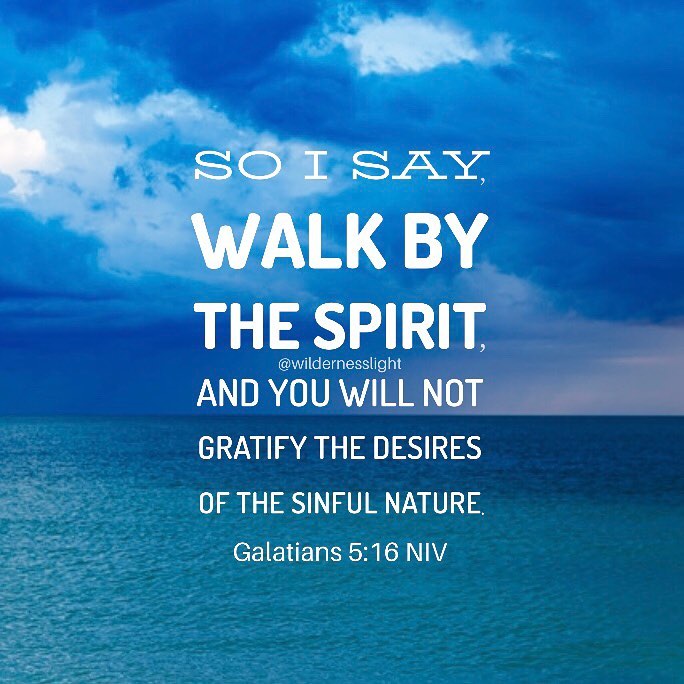 SO I SAY,
WALK BY
THE SPIRIT,
@wildernesslight
AND YOU WILL NOT
GRATIFY THE DESIRES
OF THE SINFUL NATURE.
Galatians 5:16 NIV